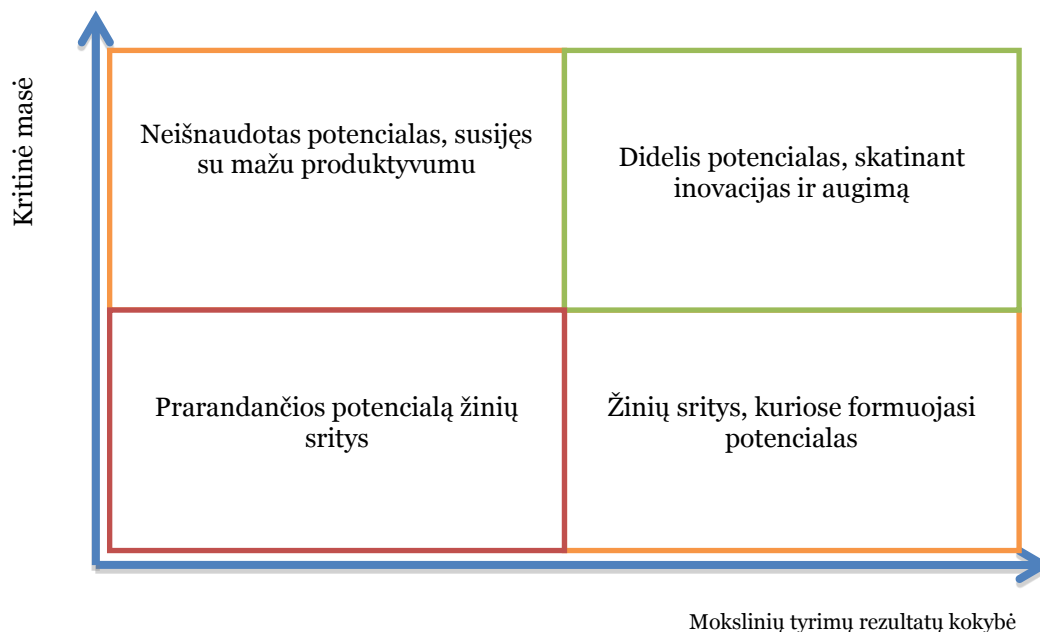 Kritinė masė
Neišnaudotas potencialas, susijęs
su mažu produktyvumu
Didelis potencialas, skatinant
inovacijas ir augimą
Prarandančios potencialą žinių
sritys
Žinių sritys, kuriose formuojasi
potencialas
Mokslinių tyrimų rezultatų kokybė